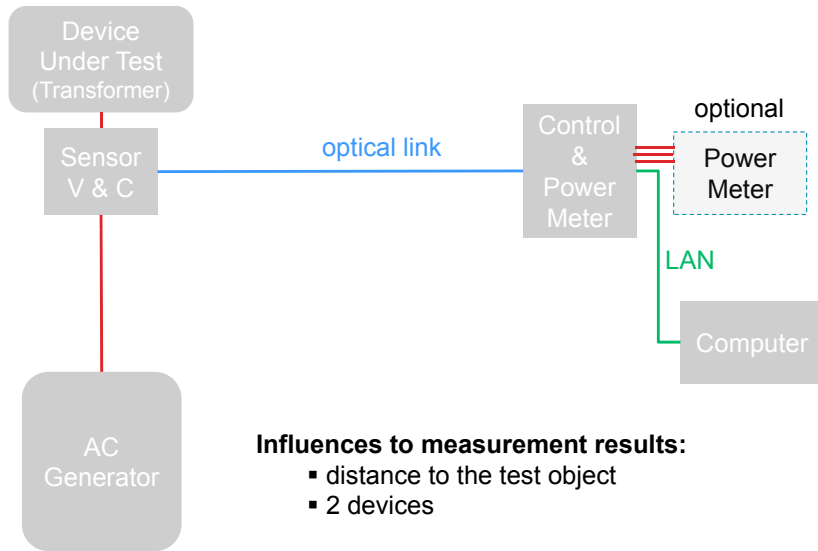 Device
Under Test
(Transformer)
Sensor
V & C
optical link
Control
&
Power
Meter
optional
Power
Meter
LAN
Computer
AC
Generator
Influences to measurement results:
▪ distance to the test object
▪ 2 devices